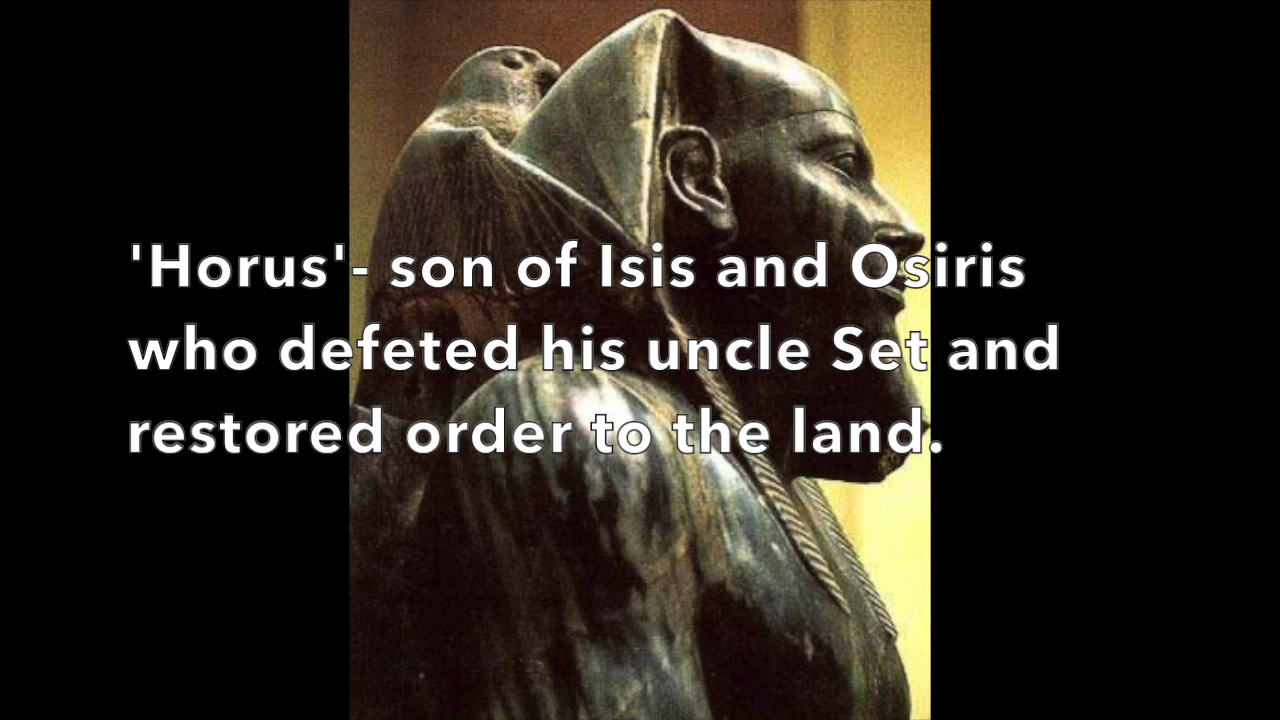 'Horus'- son of Isis and Osiris
who defeted his uncle Set and
restored order to the land.